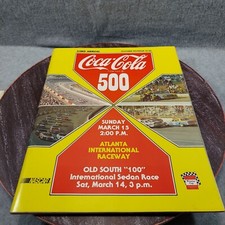 Coca-Cola
500
SUNDAY
MARCH 15
2:00 P.M.
ATLANTA
INTERNATIONAL
RACEWAY
OLD SOUTH "100"
International Sedan Race
Sat, March 14, 3 p.m.
NASCAR